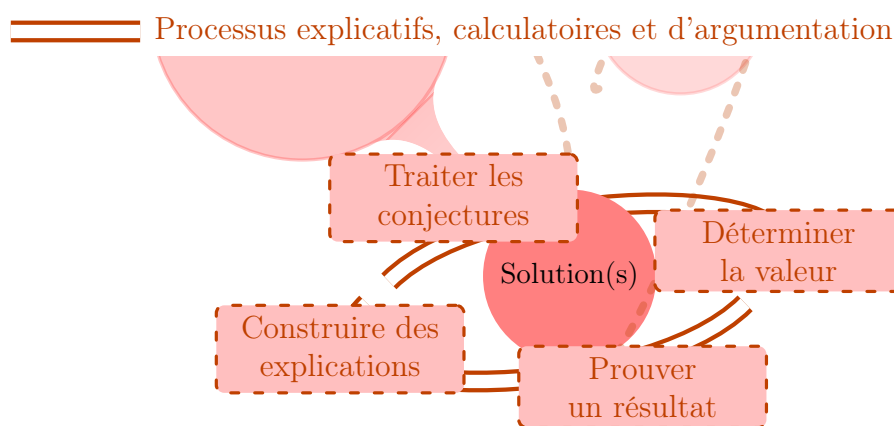 Processus explicatifs, calculatoires et d'argumentation
Traiter les
conjectures
Déterminer
la valeur
Solution(s)
Construire des
explications
Prouver
un résultat